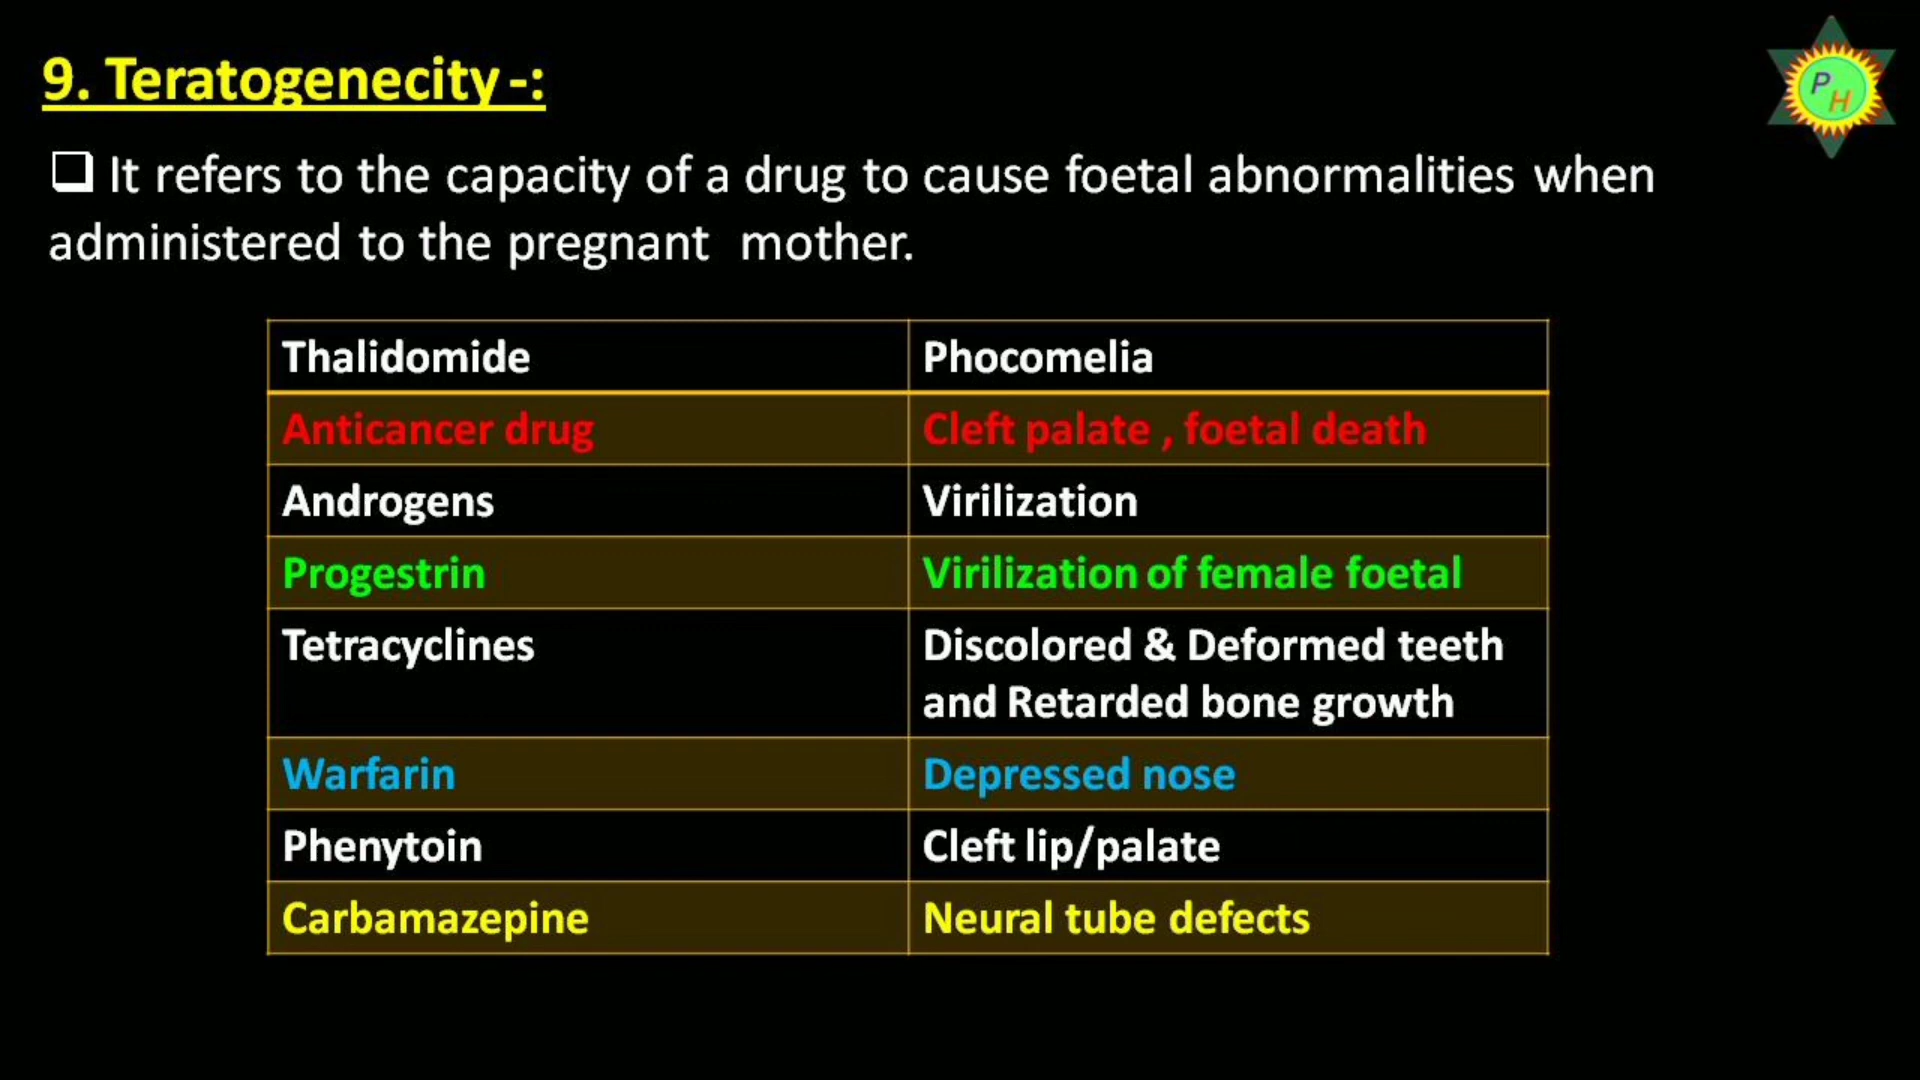 9. Teratogenecity -:
❑ It refers to the capacity of a drug to cause foetal abnormalities when
administered to the pregnant mother.
P
H
Thalidomide Phocomelia
Anticancer drug Cleft palate , foetal death
Androgens Virilization
Progestrin Virilization of female foetal
Tetracyclines Discolored & Deformed teeth
and Retarded bone growth
Warfarin Depressed nose
Phenytoin Cleft lip/palate
Carbamazepine Neural tube defects